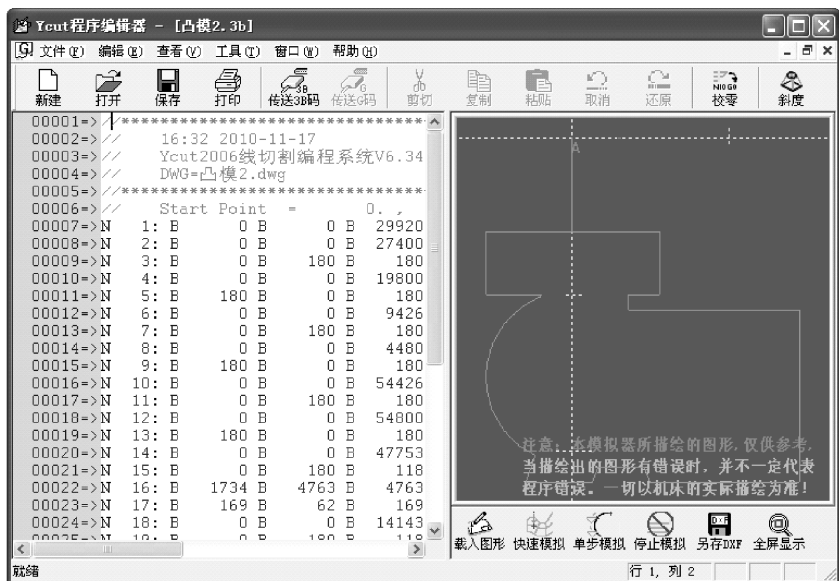 Ycut程序编辑器 - [凸模2.3b]
文件(F) 编辑(E) 查看(V) 工具(T) 窗口(W) 帮助(H)
新建 打开 保存 打印 传送3B码 传送G码 剪切 复制 粘贴 取消 还原 校零 斜度
00001=>//***********************************
00002=>// 16:32 2010-11-17
00003=>// Ycut2006线切割编程系统V6.34
00004=>// DWG=凸模2.dwg
00005=>//***********************************
00006=>// Start Point = 0. ,
00007=>N 1: B 0 B 0 B 29920
00008=>N 2: B 0 B 0 B 27400
00009=>N 3: B 0 B 180 B 180
00010=>N 4: B 0 B 0 B 19800
00011=>N 5: B 180 B 0 B 180
00012=>N 6: B 0 B 0 B 9426
00013=>N 7: B 0 B 180 B 180
00014=>N 8: B 0 B 0 B 4480
00015=>N 9: B 180 B 0 B 180
00016=>N 10: B 0 B 0 B 54426
00017=>N 11: B 0 B 180 B 180
00018=>N 12: B 0 B 0 B 54800
00019=>N 13: B 180 B 0 B 180
00020=>N 14: B 0 B 0 B 47753
00021=>N 15: B 0 B 180 B 118
00022=>N 16: B 1734 B 4763 B 4763
00023=>N 17: B 169 B 62 B 169
00024=>N 18: B 0 B 0 B 14143
00025=>N 19: B 0 B 180 B 118
A
注意: 本模拟器所描绘的图形,仅供参考,
当描绘出的图形有错误时,并不一定代表
程序错误。一切以机床的实际描绘为准!
载入图形 快速模拟 单步模拟 停止模拟 另存DXF 全屏显示
就绪
行 1, 列 2